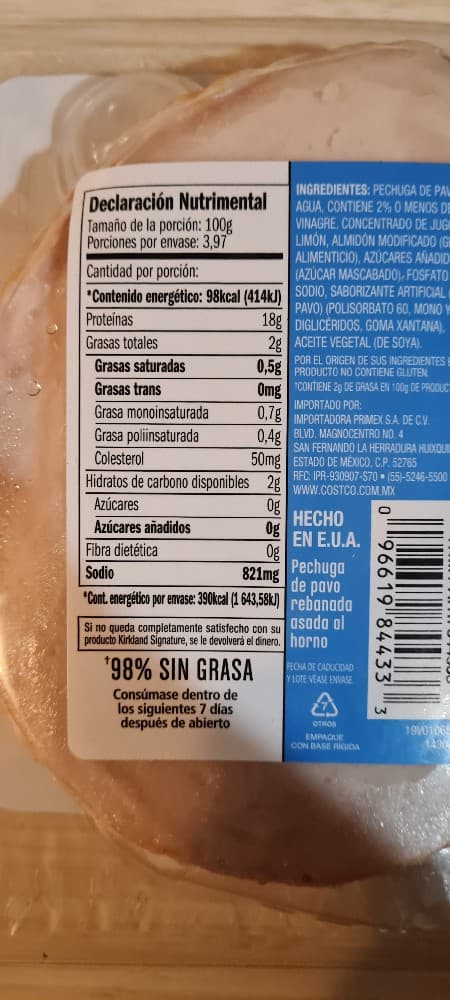 Declaración Nutrimental
Tamaño de la porción: 100g
Porciones por envase: 3,97
Cantidad por porción:
*Contenido energético: 98kcal (414kJ)
Proteínas 18g
Grasas totales 2g
Grasas saturadas 0,5g
Grasas trans 0mg
Grasa monoinsaturada 0,7g
Grasa poliinsaturada 0,4g
Colesterol 50mg
Hidratos de carbono disponibles 2g
Azúcares 0g
Azúcares añadidos 0g
Fibra dietética 0g
Sodio 821mg
*Cont. energético por envase: 390kcal (1 643,58kJ)
Si no queda completamente satisfecho con su
producto Kirkland Signature, se le devolverá el dinero.
†98% SIN GRASA
Consúmase dentro de
los siguientes 7 días
después de abierto
INGREDIENTES: PECHUGA DE
AGUA, CONTIENE 2% O MENOS
VINAGRE, CONCENTRADO DE
LIMÓN, ALMIDÓN MODIFICADO
ALIMENTICIO), AZÚCARES
(AZÚCAR MASCABADO), FOSFATO
SODIO, SABORIZANTE ARTIFICIAL
PAVO) (POLISORBATO 60, MONO Y
DIGLICÉRIDOS, GOMA XANTANA),
ACEITE VEGETAL (DE SOYA).
POR EL ORIGEN DE SUS INGREDIENTES
PRODUCTO NO CONTIENE GLUTEN.
†CONTIENE 2g DE GRASA EN 100g DE
IMPORTADO POR:
IMPORTADORA PRIMEX S.A. DE C.V.
BLVD. MAGNOCENTRO NO. 4
SAN FERNANDO LA HERRADURA
ESTADO DE MÉXICO, C.P. 52765
RFC: IPR-930907-S70 • (55)-5246-5500
WWW.COSTCO.COM.MX
HECHO
EN E.U.A.
Pechuga
de pavo
rebanada
asada al
horno
FECHA DE CADUCIDAD
Y LOTE: VÉASE ENVASE
7
OTROS
EMPAQUE
CON BASE RÍGIDA
0 96619 84433 3